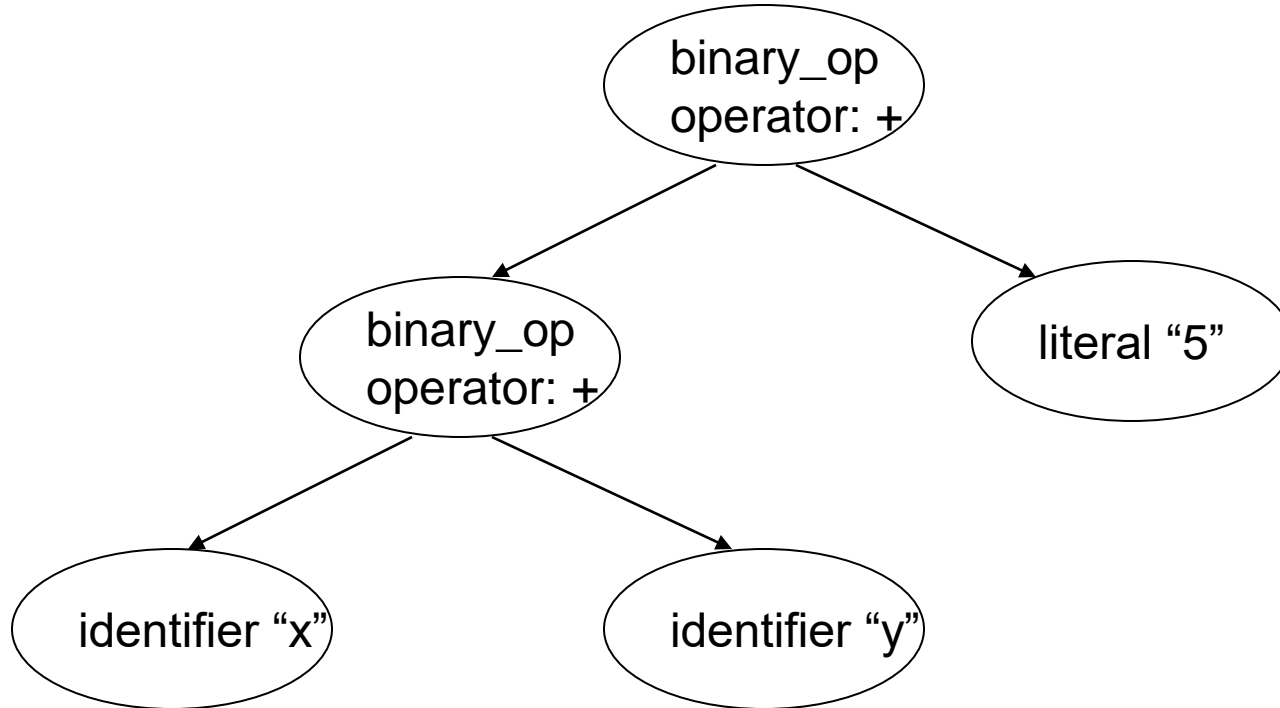 binary_op
operator: +
binary_op
operator: +
literal “5”
identifier “x”
identifier “y”